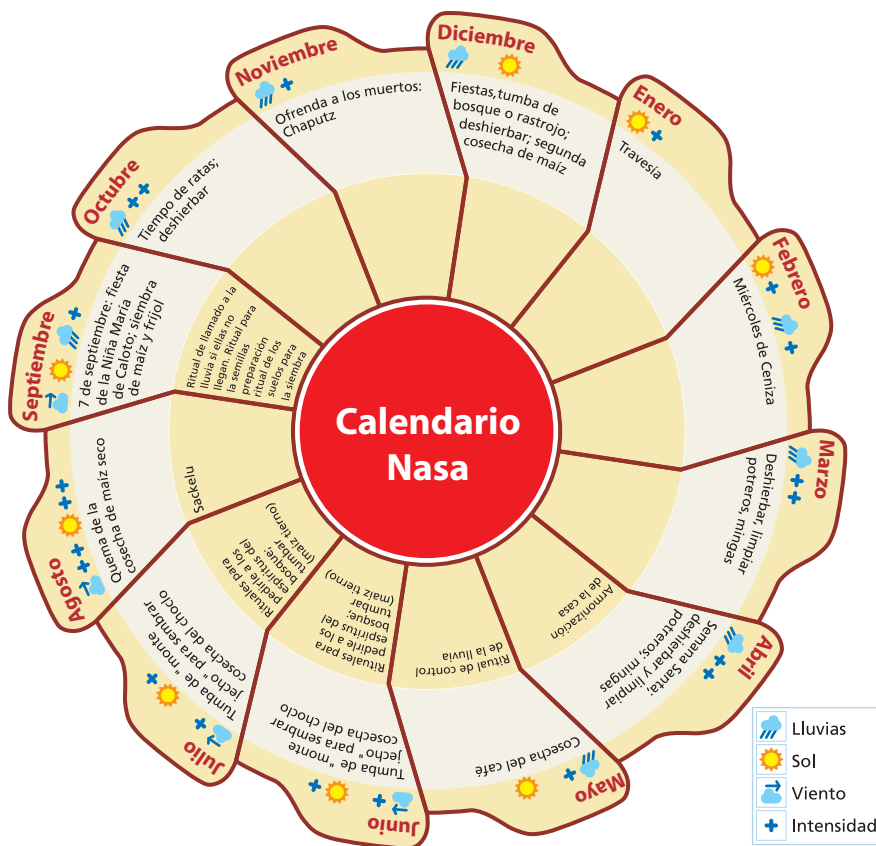 Calendario
Nasa
Enero
Travesía
Febrero
Miércoles de Ceniza
Marzo
Deshierbar, limpiar
potreros, mingas
Abril
Semana Santa;
deshierbar y limpiar
potreros, mingas
Armonización
de la casa
Mayo
Cosecha del café
Ritual de control
de la lluvia
Junio
Tumba de " monte
jecho " para sembrar
cosecha del choclo
Rituales para
pedirle a los
espíritus del
bosque;
tumbar
(maíz tierno)
Julio
Tumba de " monte
jecho " para sembrar
cosecha del choclo
Rituales para
pedirle a los
espíritus del
bosque;
tumbar
(maíz tierno)
Agosto
Quema de la
cosecha de maíz seco
Sackelu
Septiembre
7 de septiembre: fiesta
de la Niña María
de Caloto; siembra
de maíz y frijol
Ritual de llamado a la
lluvia si ellas no
llegan. Ritual para
la semillas
preparación
ritual de los
suelos para
la siembra
Octubre
Tiempo de ratas;
deshierbar
Noviembre
Ofrenda a los muertos:
Chaputz
Diciembre
Fiestas,tumba de
bosque o rastrojo;
deshierbar; segunda
cosecha de maíz
Lluvias
Sol
Viento
Intensidad